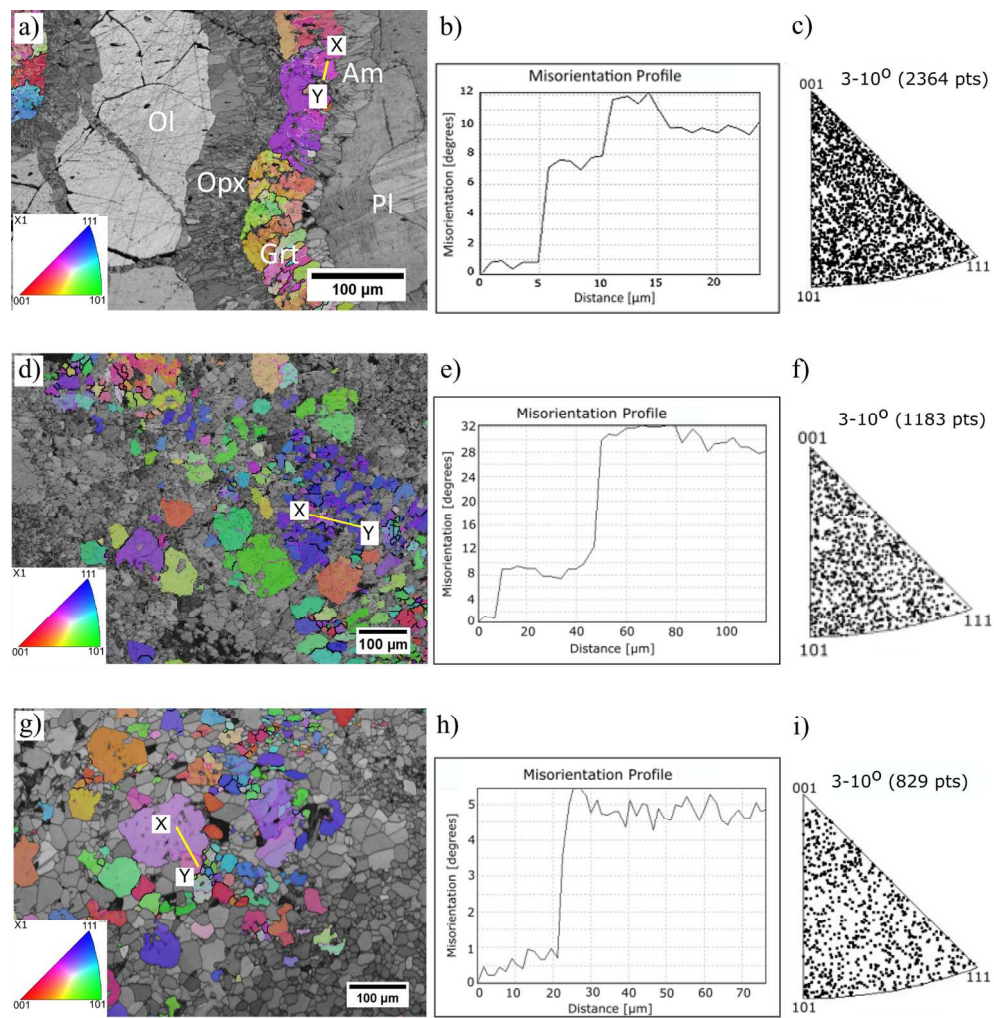 a)
X
Y
Am
Ol
Opx
Pl
Grt
X1
111
001
101
100 µm
b)
Misorientation Profile
Misorientation [degrees]
12
10
8
6
4
2
0
0
5
10
15
20
Distance [µm]
c)
001
3-10⁰ (2364 pts)
111
101
d)
X
Y
X1
111
001
101
100 µm
e)
Misorientation Profile
Misorientation [degrees]
32
28
24
20
16
12
8
4
0
0
20
40
60
80
100
Distance [µm]
f)
3-10⁰ (1183 pts)
001
111
101
g)
X
Y
X1
111
001
101
100 µm
h)
Misorientation Profile
Misorientation [degrees]
5
4
3
2
1
0
0
10
20
30
40
50
60
70
Distance [µm]
i)
3-10⁰ (829 pts)
001
111
101